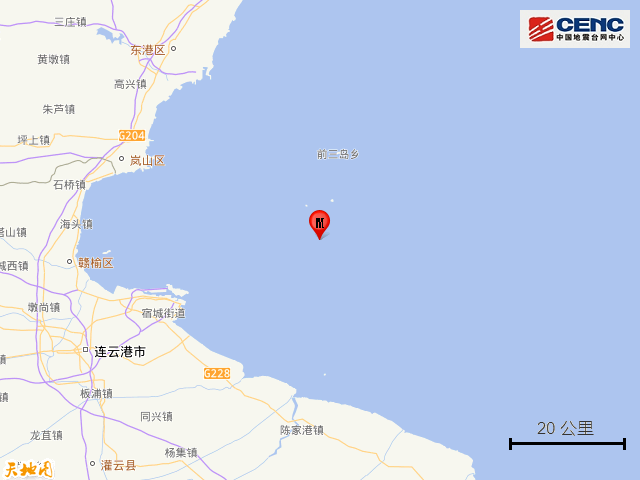 三庄镇
CENC
中国地震台网中心
东港区
黄墩镇
高兴镇
朱芦镇
G204
坪上镇
前三岛乡
岚山区
石桥镇
海头镇
塔山镇
M
城西镇
赣榆区
墩尚镇
宿城街道
连云港市
镇
G228
板浦镇
镇
同兴镇
20 公里
陈家港镇
龙苴镇
杨集镇
灌云县
天地图